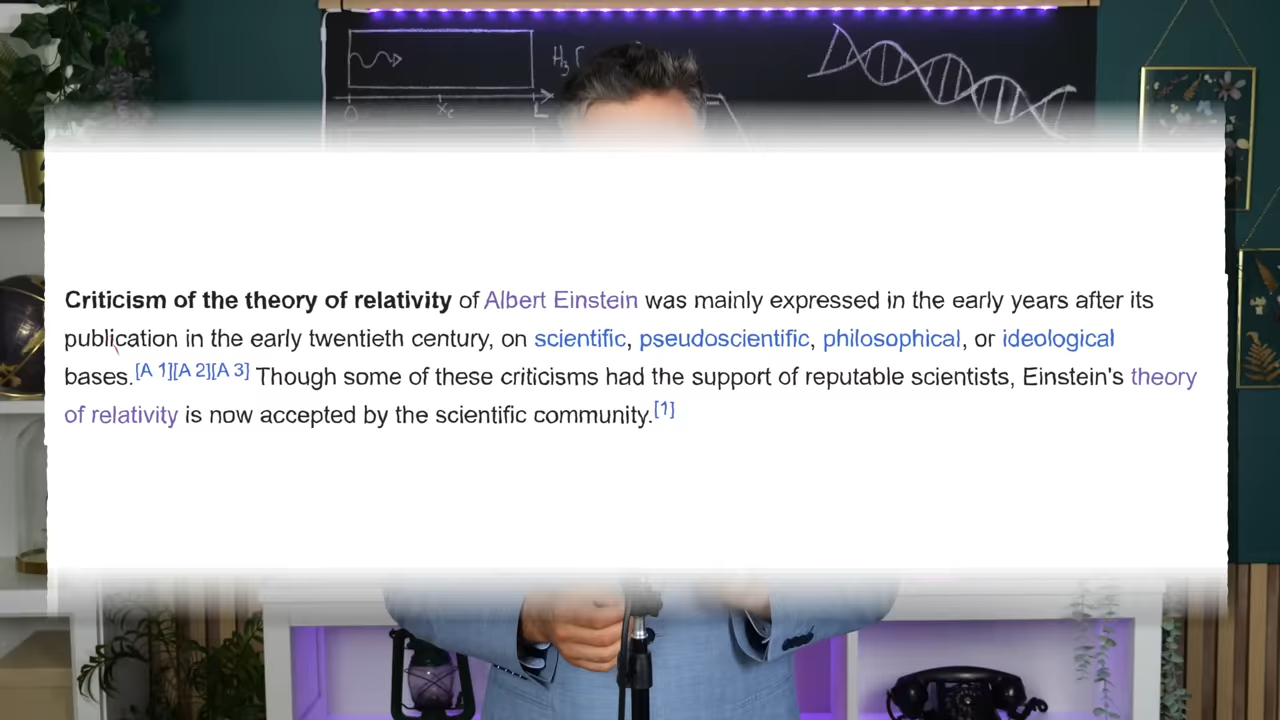 H₃
0 x꜀ L
Criticism of the theory of relativity of Albert Einstein was mainly expressed in the early years after its
publication in the early twentieth century, on scientific, pseudoscientific, philosophical, or ideological
bases.[A 1][A 2][A 3] Though some of these criticisms had the support of reputable scientists, Einstein's theory
of relativity is now accepted by the scientific community.[1]